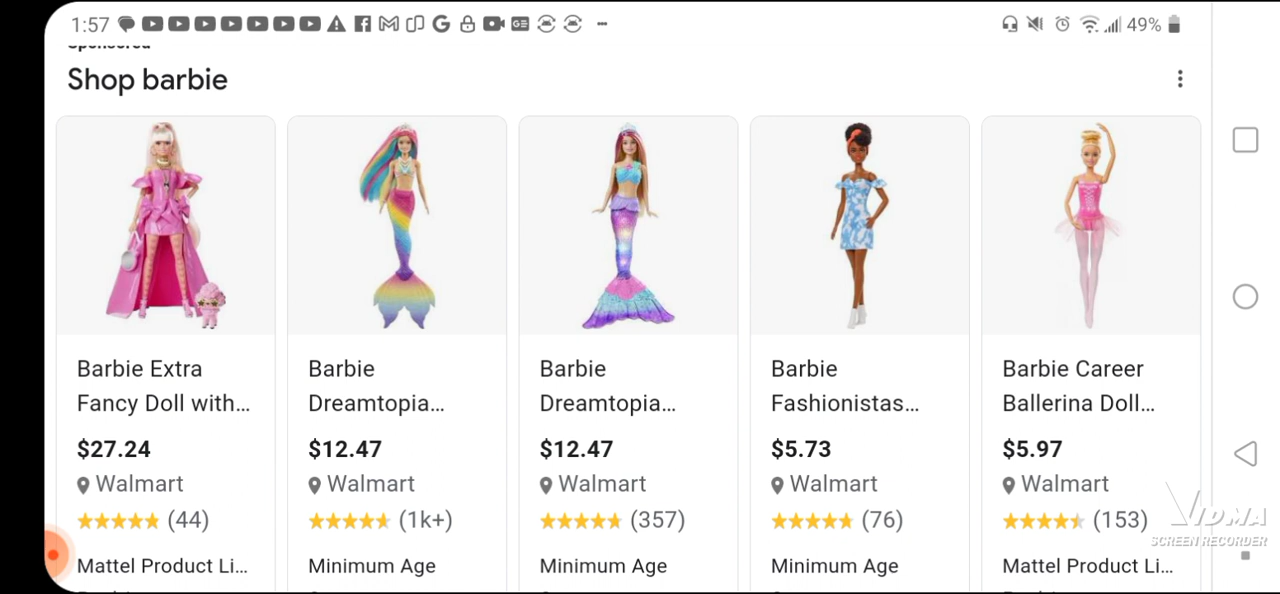 1:57
49%
Sponsored
Shop barbie
Barbie Extra
Fancy Doll with...
$27.24
Walmart
(44)
Mattel Product Li...
Barbie
Dreamtopia...
$12.47
Walmart
(1k+)
Minimum Age
Barbie
Dreamtopia...
$12.47
Walmart
(357)
Minimum Age
Barbie
Fashionistas...
$5.73
Walmart
(76)
Minimum Age
Barbie Career
Ballerina Doll...
$5.97
Walmart
(153)
Mattel Product Li...
VIDMA
SCREEN RECORDER